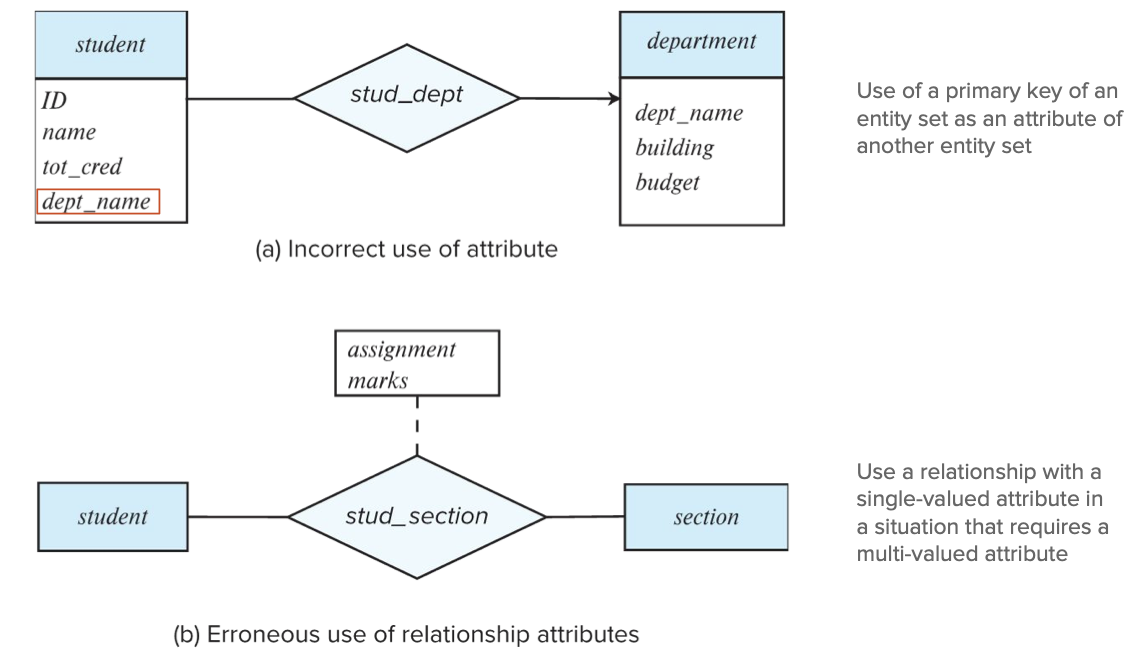 student
ID
name
tot_cred
dept_name
stud_dept
department
dept_name
building
budget
Use of a primary key of an
entity set as an attribute of
another entity set
(a) Incorrect use of attribute
assignment
marks
student
stud_section
section
Use a relationship with a
single-valued attribute in
a situation that requires a
multi-valued attribute
(b) Erroneous use of relationship attributes